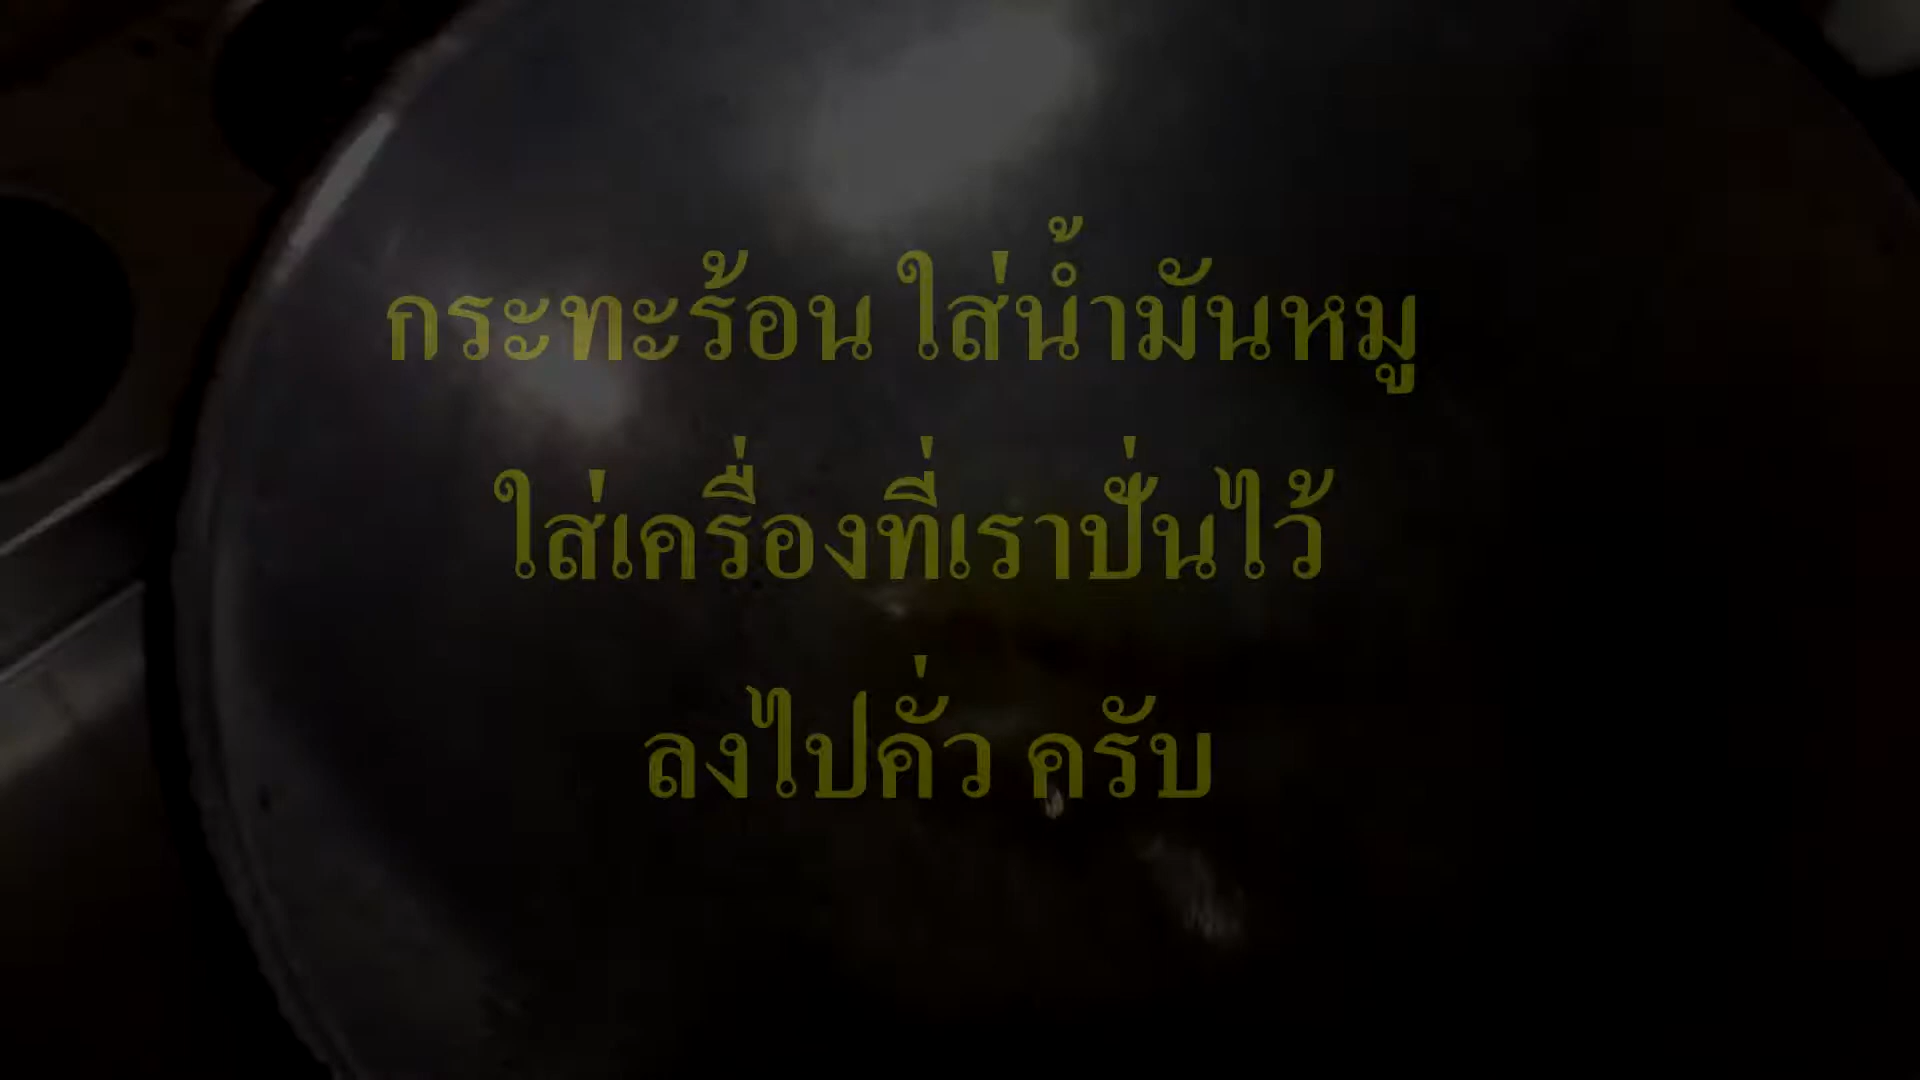 กระทะร้อน ใส่น้ำมันหมู
ใส่เครื่องที่เราปั่นไว้
ลงไปคั่ว ครับ